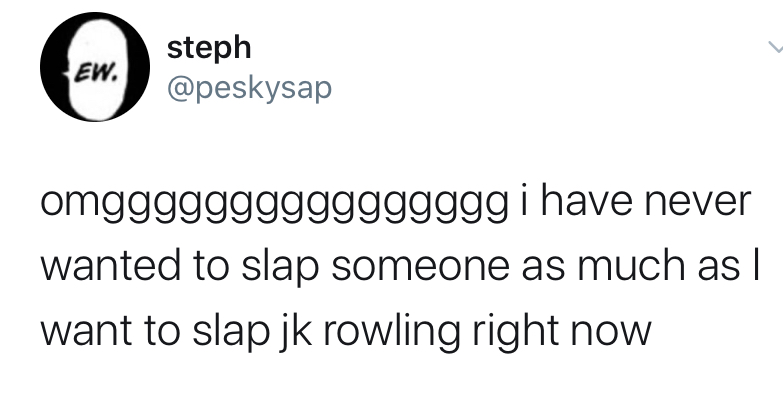 EW.
steph
@peskysap
omggggggggggggggggg i have never
wanted to slap someone as much as I
want to slap jk rowling right now